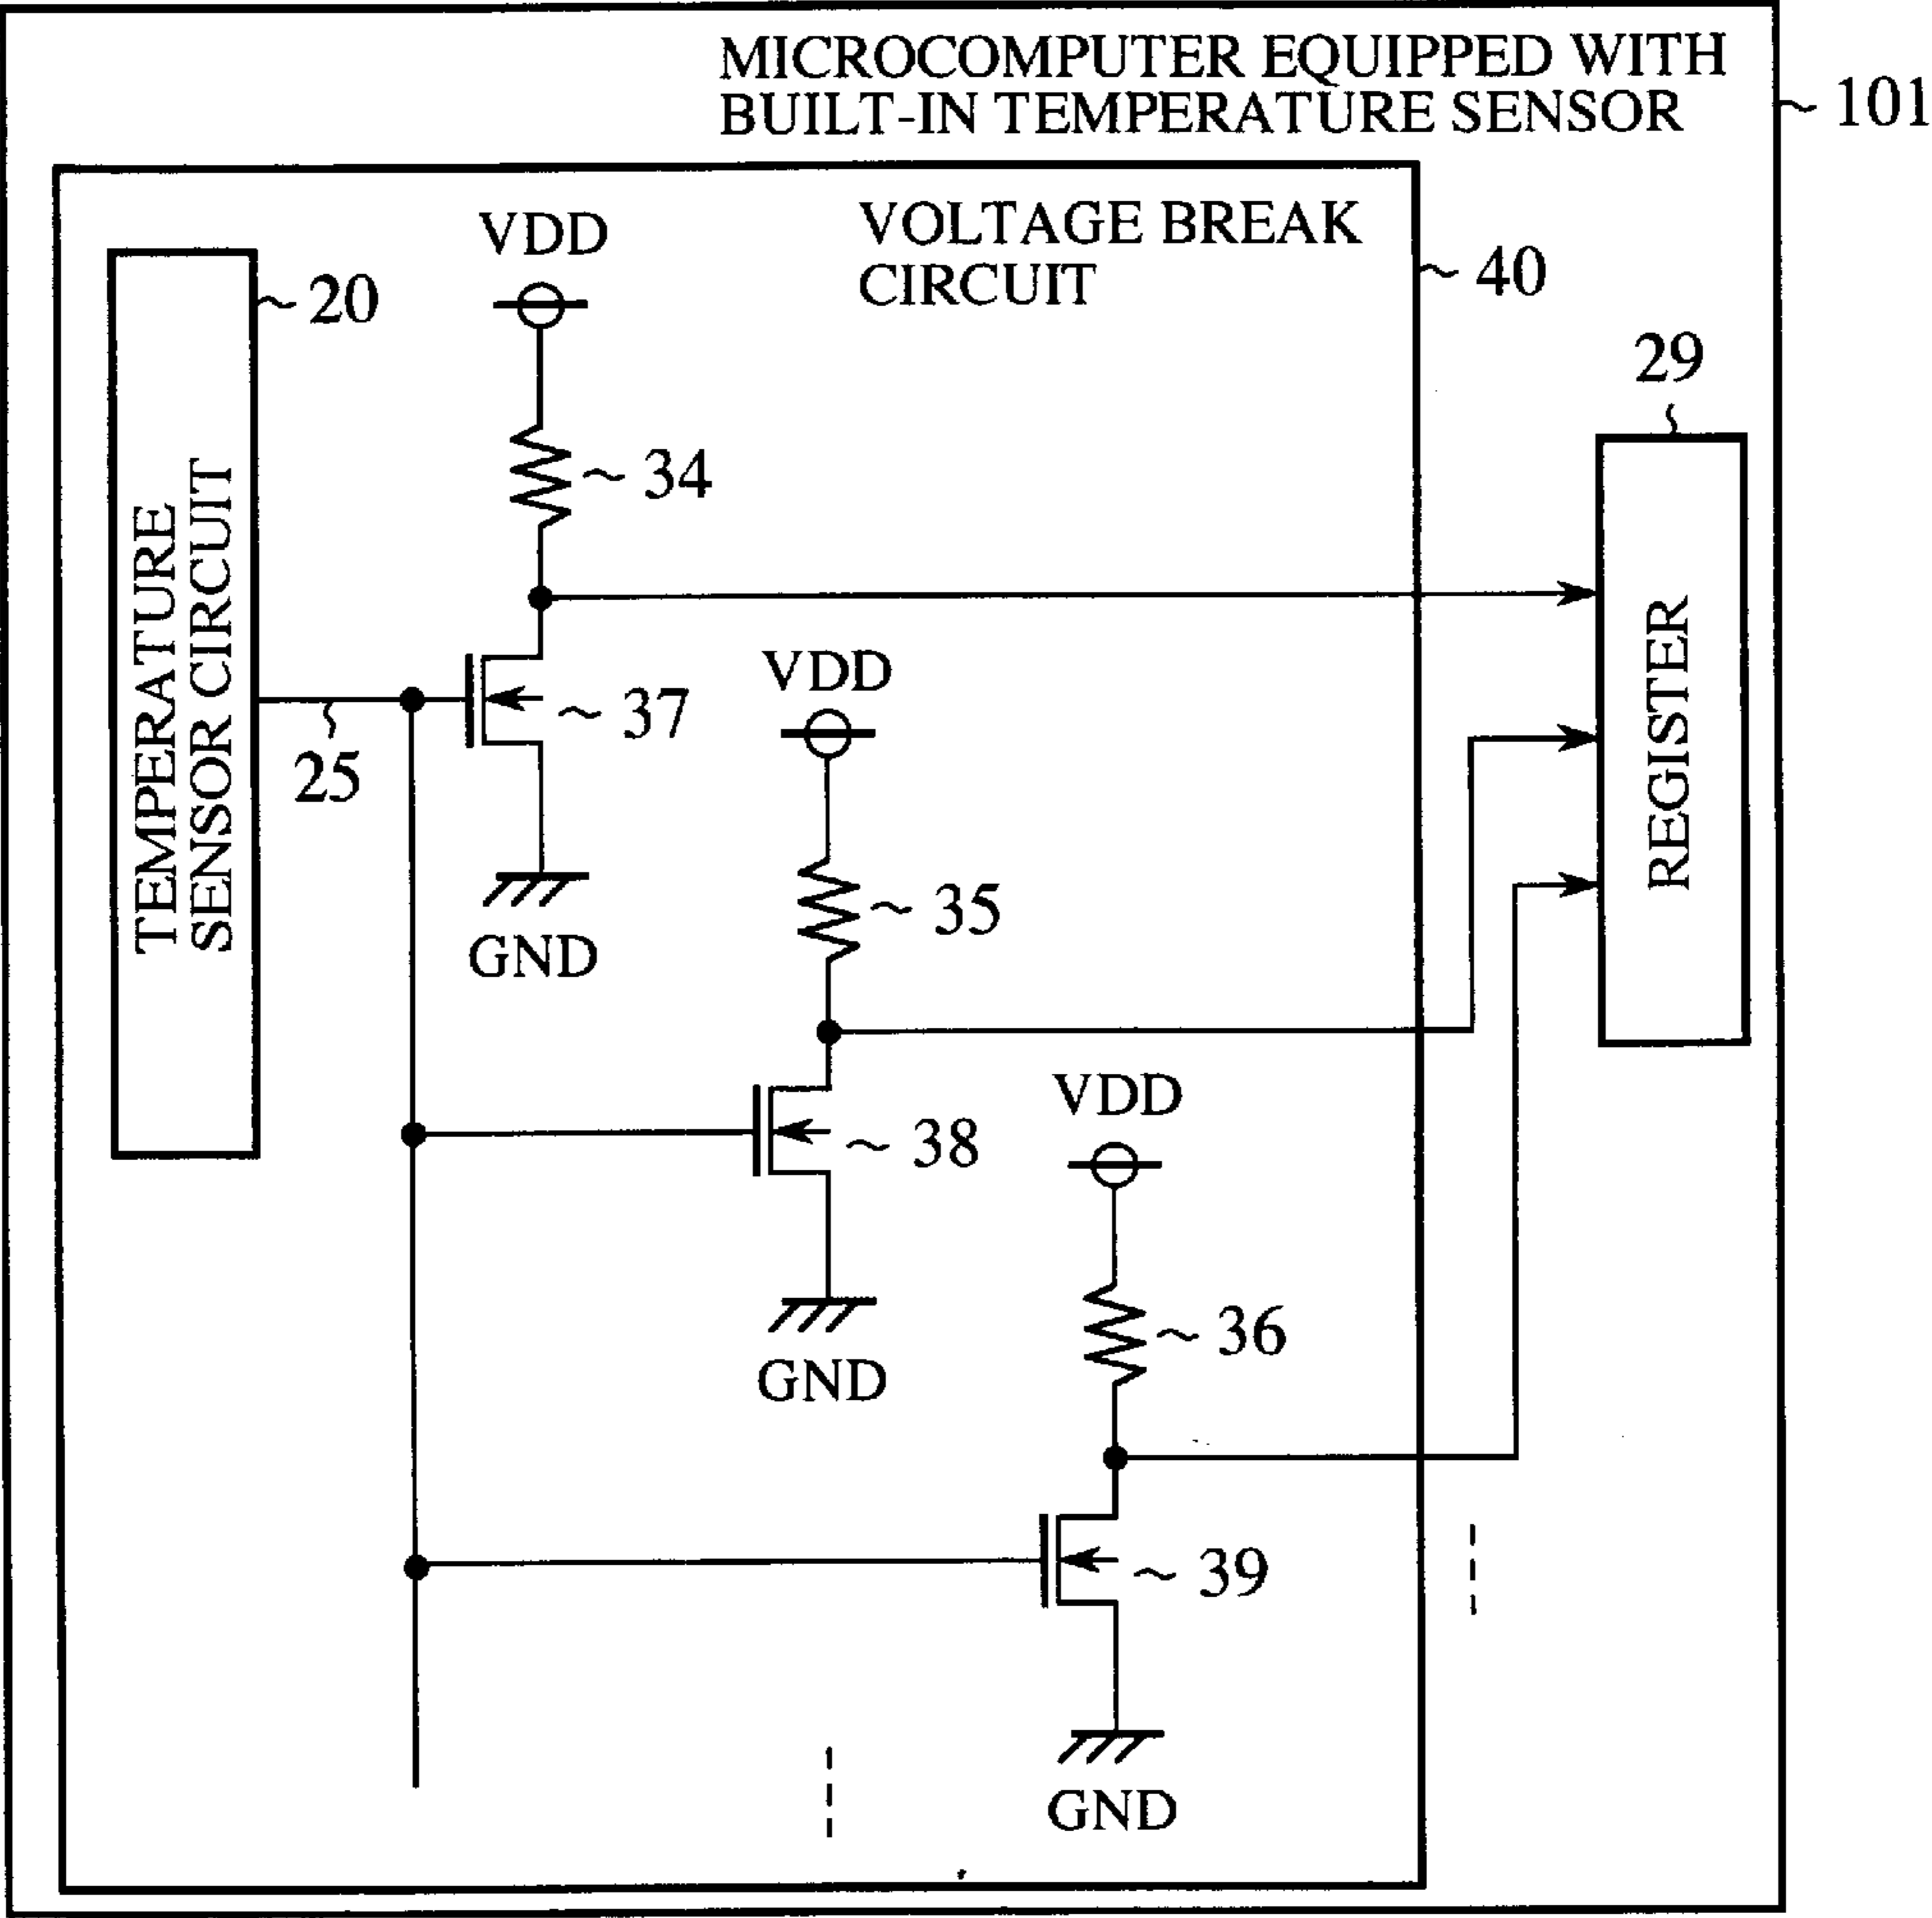 MICROCOMPUTER EQUIPPED WITH
BUILT-IN TEMPERATURE SENSOR
~ 101
VOLTAGE BREAK
CIRCUIT
~ 40
VDD
~ 20
29
~ 34
TEMPERATURE
SENSOR CIRCUIT
REGISTER
VDD
~ 37
25
~ 35
GND
VDD
~ 38
~ 36
GND
~ 39
GND